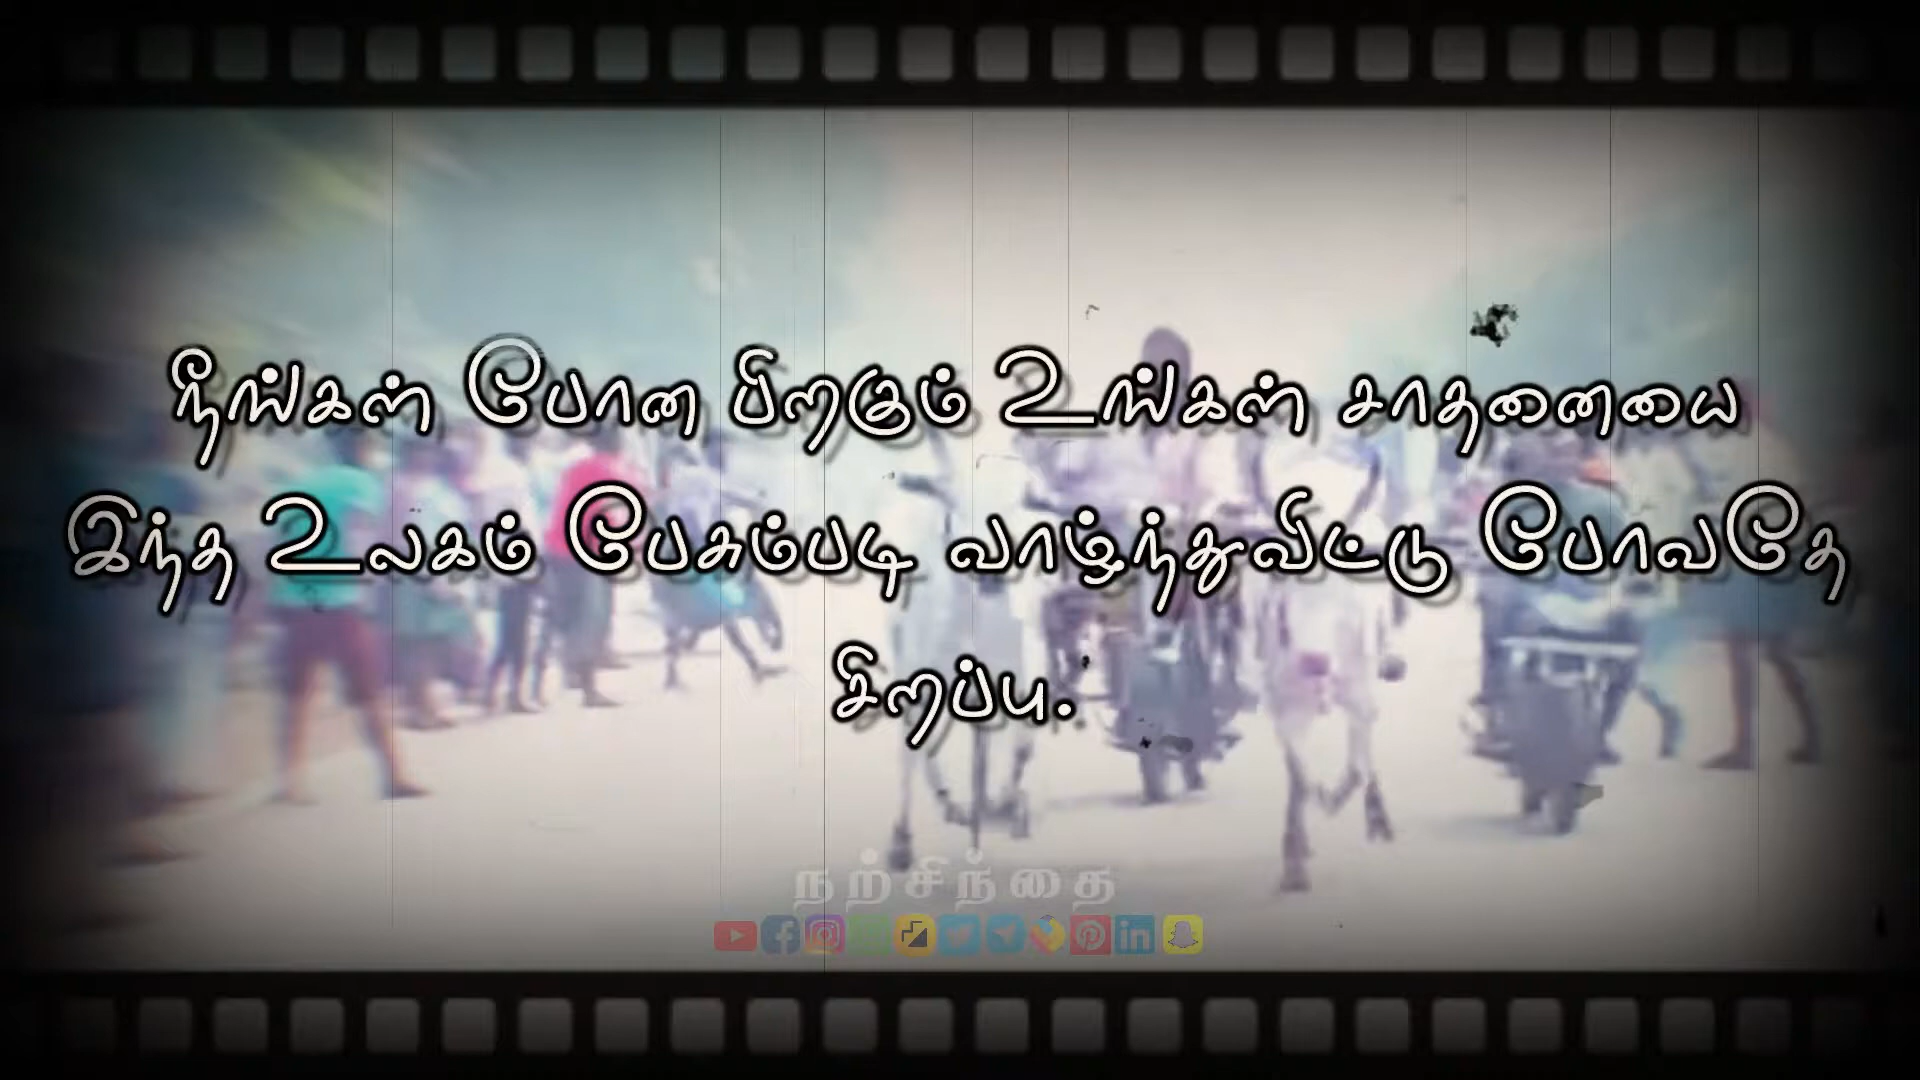 நீங்கள் போன பிறகும் உங்கள் சாதனையை
இந்த உலகம் பேசும்படி வாழ்ந்துவிட்டு போவதே
சிறப்பு.
நற்சிந்தை